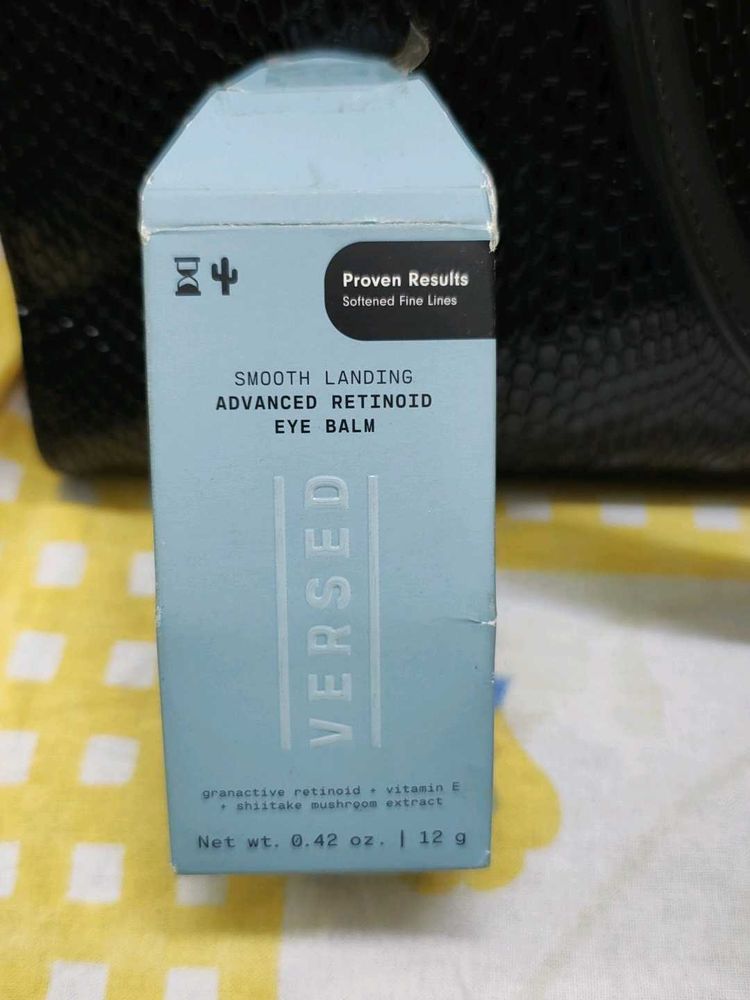 Proven Results
Softened Fine Lines
SMOOTH LANDING
ADVANCED RETINOID
EYE BALM
VERSED
granactive retinoid + vitamin E
+ shiitake mushroom extract
Net wt. 0.42 oz. | 12 g